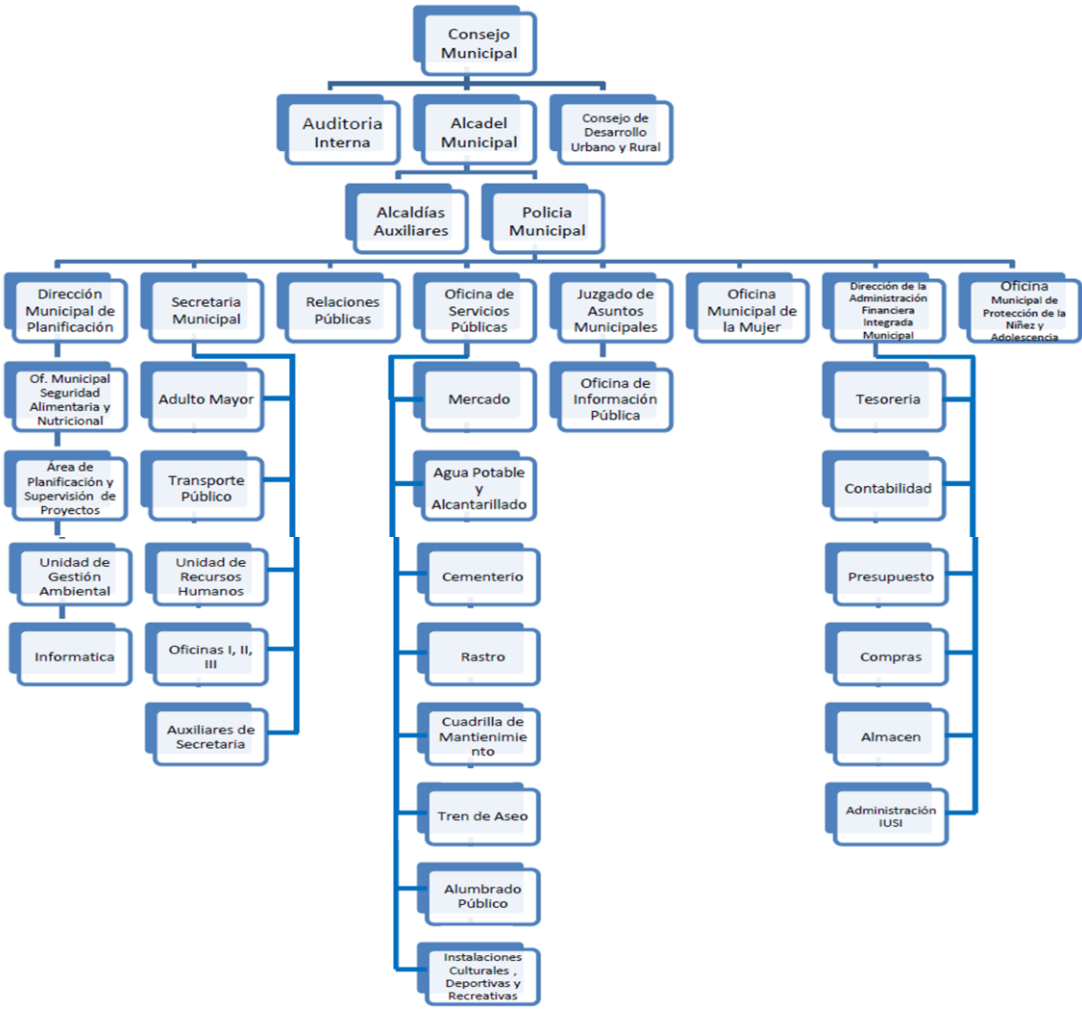 Consejo
Municipal
Auditoria
Interna
Alcadel
Municipal
Consejo de
Desarrollo
Urbano y Rural
Alcaldías
Auxiliares
Policia
Municipal
Dirección
Municipal de
Planificación
Secretaria
Municipal
Relaciones
Públicas
Oficina de
Servicios
Públicas
Juzgado de
Asuntos
Municipales
Oficina
Municipal de
la Mujer
Dirección de la
Administración
Financiera
Integrada
Municipal
Oficina
Municipal de
Protección de la
Niñez y
Adolescencia
Of. Municipal
Seguridad
Alimentaria y
Nutricional
Adulto Mayor
Mercado
Oficina de
Información
Pública
Tesoreria
Área de
Planificación y
Supervisión de
Proyectos
Transporte
Público
Agua Potable
y
Alcantarillado
Contabilidad
Unidad de
Gestión
Ambiental
Unidad de
Recursos
Humanos
Cementerio
Presupuesto
Informatica
Oficinas I, II,
III
Rastro
Compras
Auxiliares de
Secretaria
Cuadrilla de
Mantienimie
nto
Almacen
Tren de Aseo
Administración
IUSI
Alumbrado
Público
Instalaciones
Culturales ,
Deportivas y
Recreativas